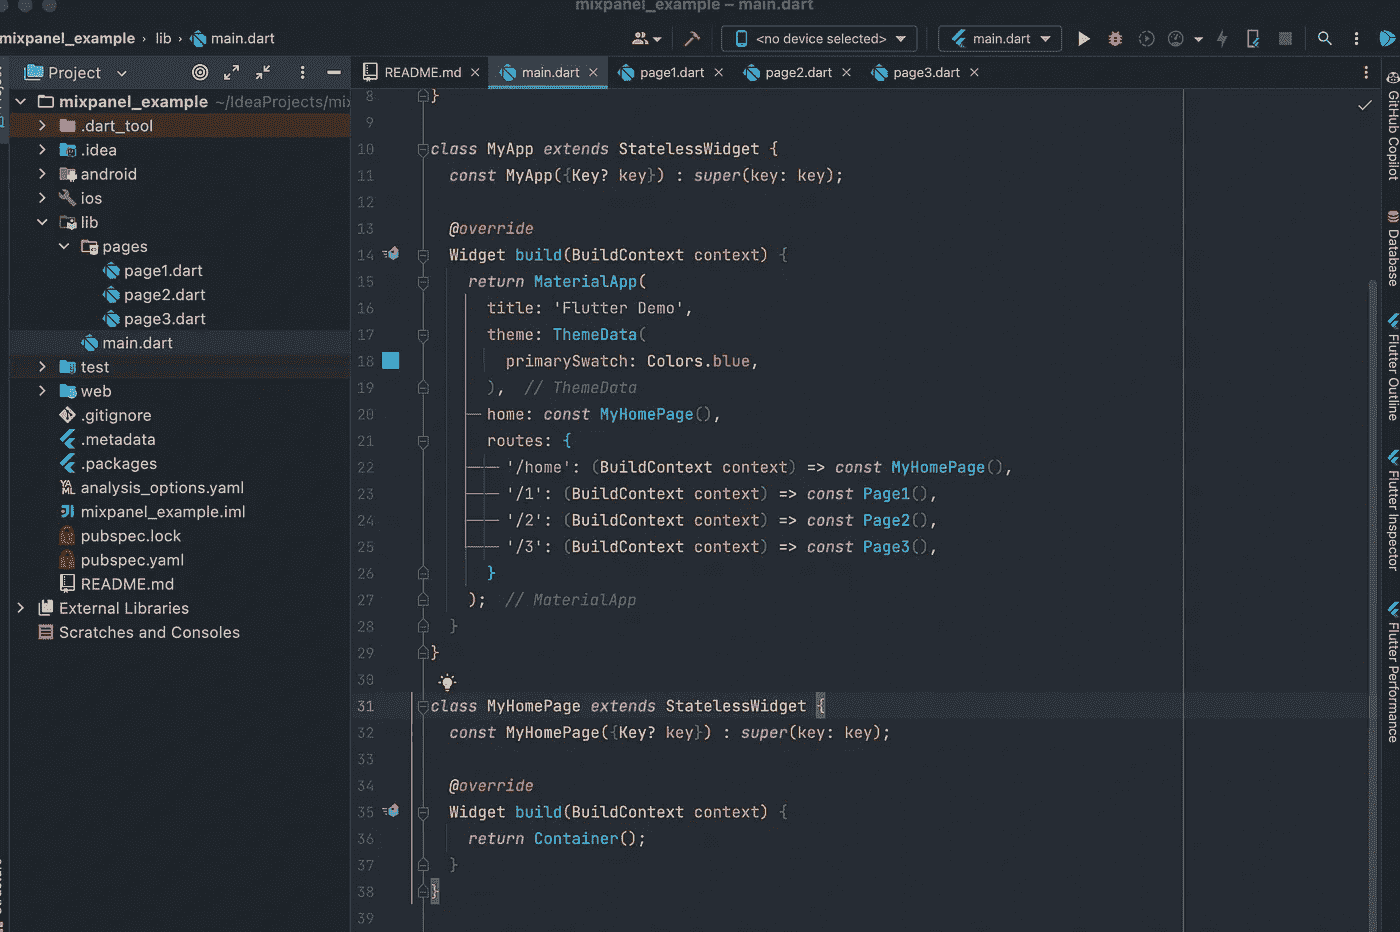 mixpanel_example – main.dart
mixpanel_example › lib › main.dart
<no device selected>
main.dart
Project
README.md
main.dart
page1.dart
page2.dart
page3.dart
mixpanel_example ~/IdeaProjects/mix
.dart_tool
.idea
android
ios
lib
pages
page1.dart
page2.dart
page3.dart
main.dart
test
web
.gitignore
.metadata
.packages
analysis_options.yaml
mixpanel_example.iml
pubspec.lock
pubspec.yaml
README.md
External Libraries
Scratches and Consoles
8 }
9
10 class MyApp extends StatelessWidget {
11 const MyApp({Key? key}) : super(key: key);
12
13 @override
14 Widget build(BuildContext context) {
15 return MaterialApp(
16 title: 'Flutter Demo',
17 theme: ThemeData(
18 primarySwatch: Colors.blue,
19 ), // ThemeData
20 home: const MyHomePage(),
21 routes: {
22 '/home': (BuildContext context) => const MyHomePage(),
23 '/1': (BuildContext context) => const Page1(),
24 '/2': (BuildContext context) => const Page2(),
25 '/3': (BuildContext context) => const Page3(),
26 }
27 ); // MaterialApp
28 }
29 }
30
31 class MyHomePage extends StatelessWidget {
32 const MyHomePage({Key? key}) : super(key: key);
33
34 @override
35 Widget build(BuildContext context) {
36 return Container();
37 }
38 }
39
GitHub Copilot
Database
Flutter Outline
Flutter Inspector
Flutter Performance